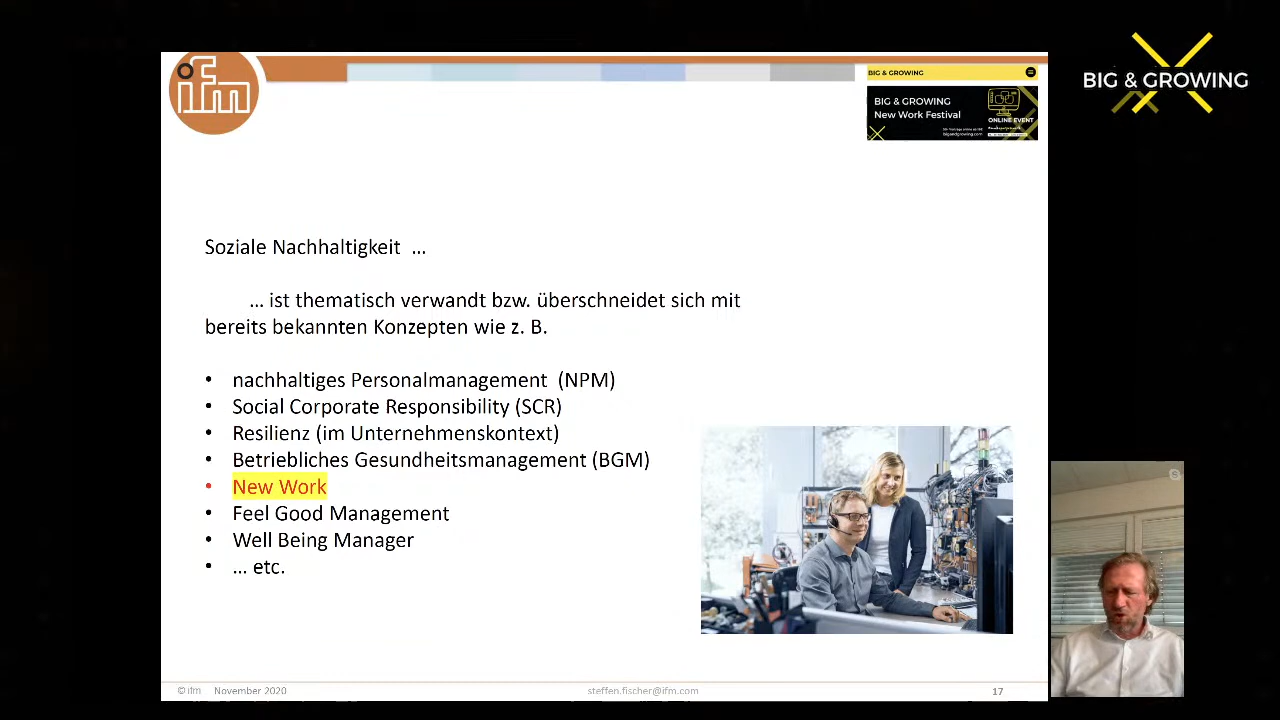 ifm
BIG & GROWING
BIG & GROWING
New Work Festival
ONLINE EVENT
bigandgrowing.com
BIG & GROWING
Soziale Nachhaltigkeit …
… ist thematisch verwandt bzw. überschneidet sich mit
bereits bekannten Konzepten wie z. B.
• nachhaltiges Personalmanagement (NPM)
• Social Corporate Responsibility (SCR)
• Resilienz (im Unternehmenskontext)
• Betriebliches Gesundheitsmanagement (BGM)
• New Work
• Feel Good Management
• Well Being Manager
• … etc.
© ifm November 2020
steffen.fischer@ifm.com
17